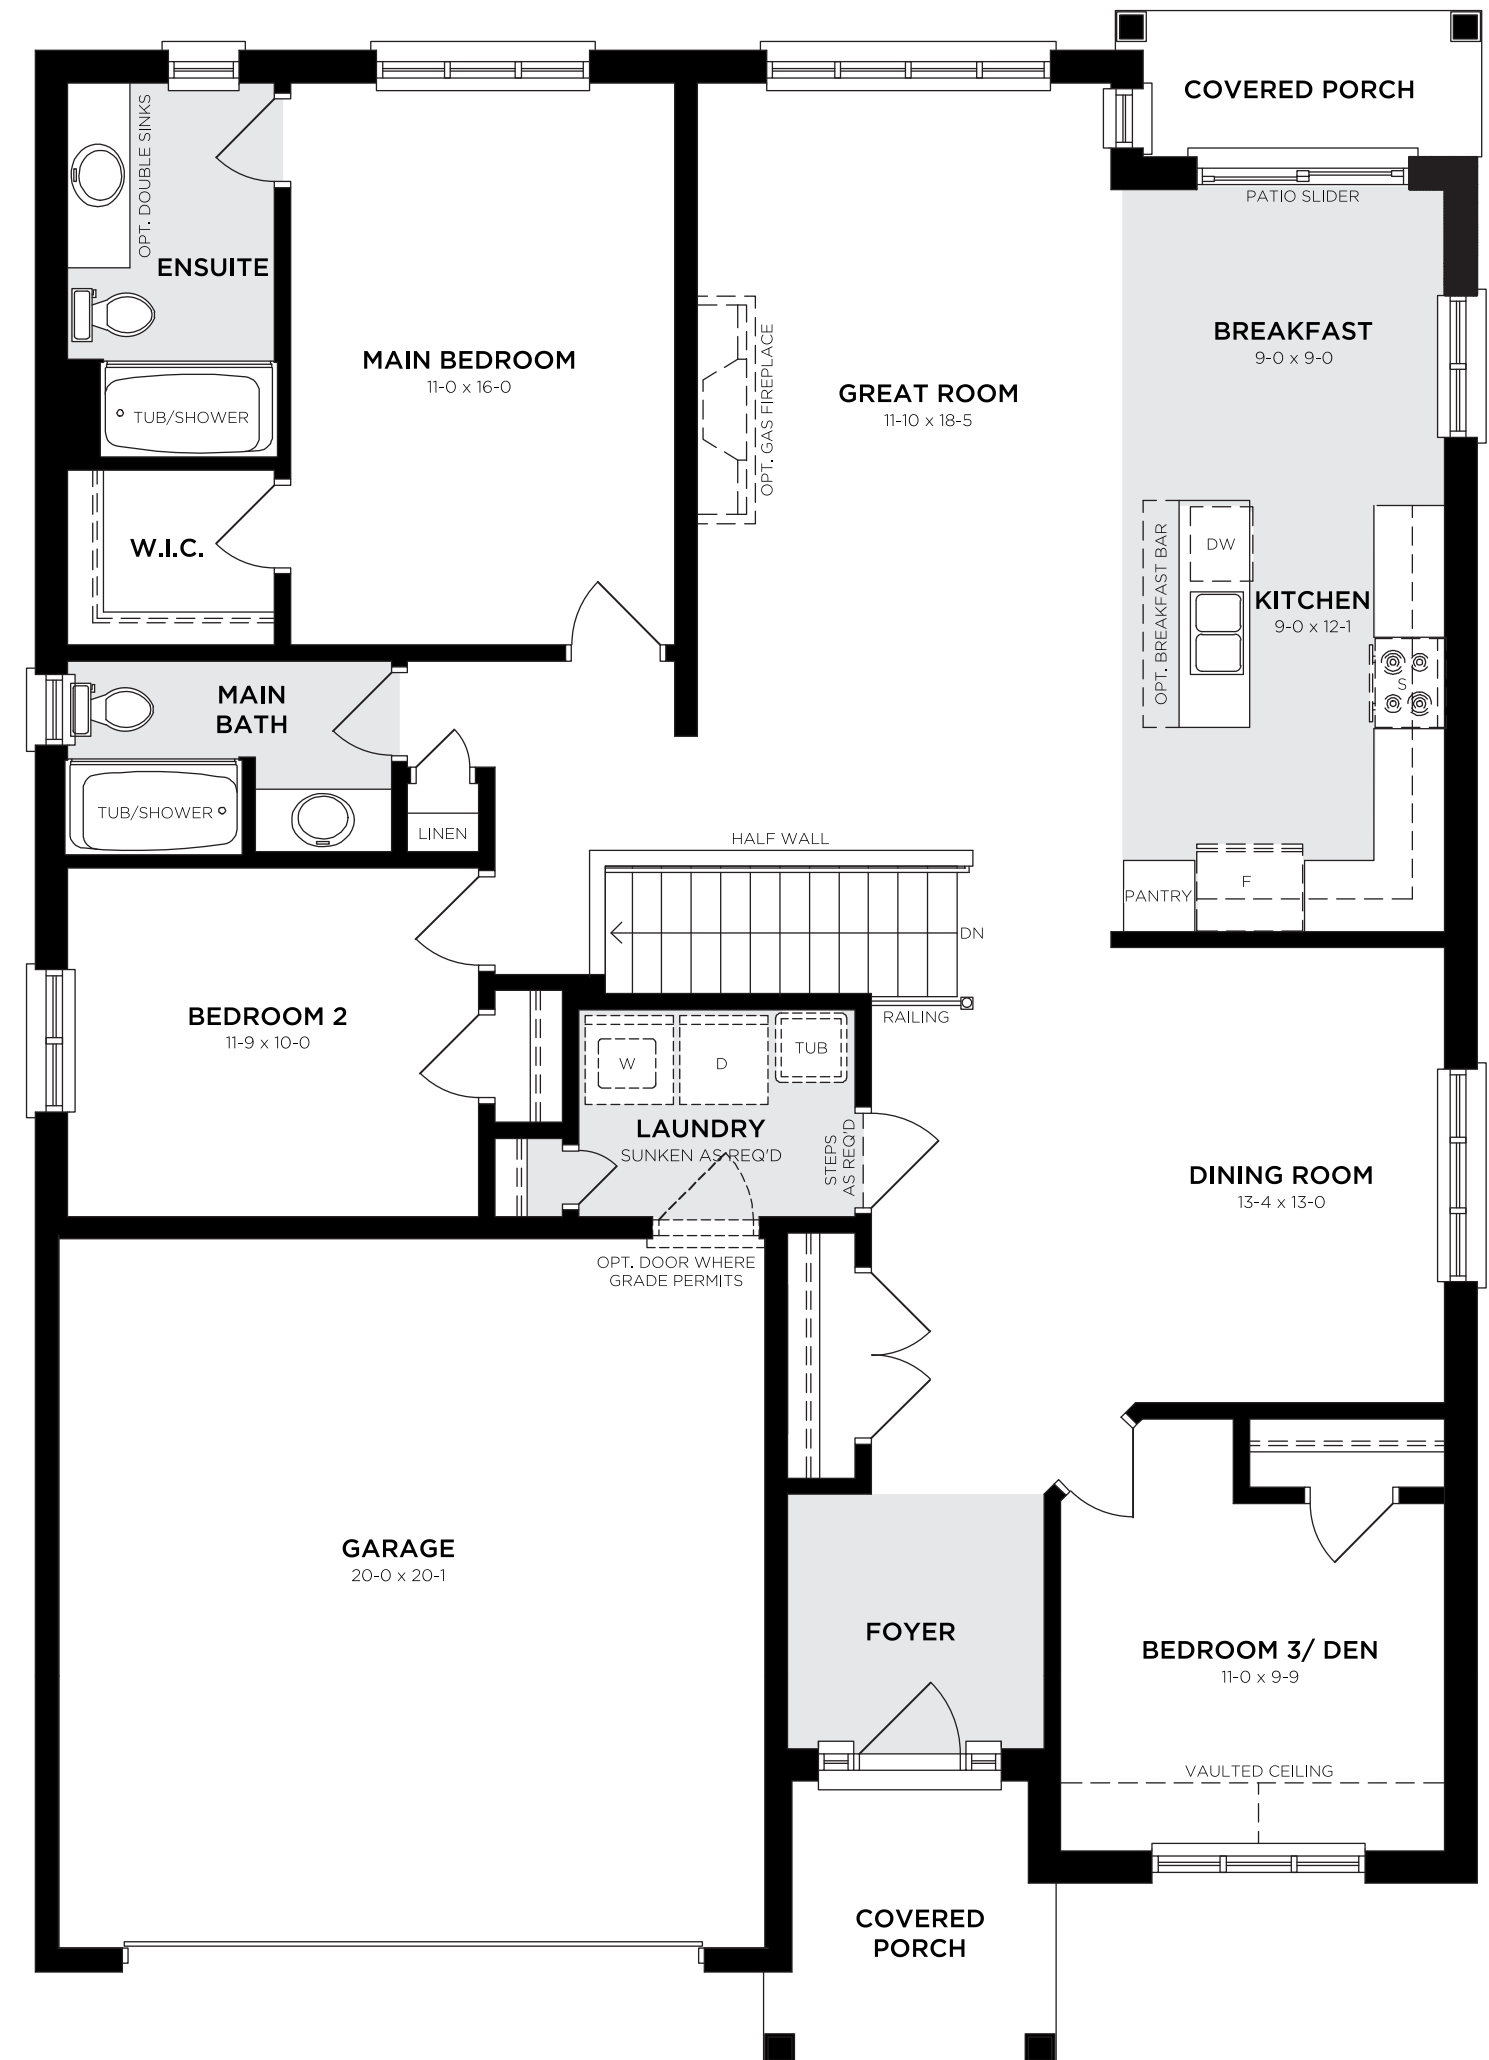 COVERED PORCH
PATIO SLIDER
OPT. DOUBLE SINKS
ENSUITE
TUB/SHOWER
MAIN BEDROOM
11-0 x 16-0
OPT. GAS FIREPLACE
GREAT ROOM
11-10 x 18-5
BREAKFAST
9-0 x 9-0
W.I.C.
OPT. BREAKFAST BAR
DW
KITCHEN
9-0 x 12-1
S
MAIN
BATH
TUB/SHOWER
LINEN
HALF WALL
PANTRY
F
DN
RAILING
BEDROOM 2
11-9 x 10-0
W
D
TUB
LAUNDRY
SUNKEN AS REQ'D
STEPS
AS REQ'D
DINING ROOM
13-4 x 13-0
OPT. DOOR WHERE
GRADE PERMITS
GARAGE
20-0 x 20-1
FOYER
BEDROOM 3/ DEN
11-0 x 9-9
VAULTED CEILING
COVERED
PORCH